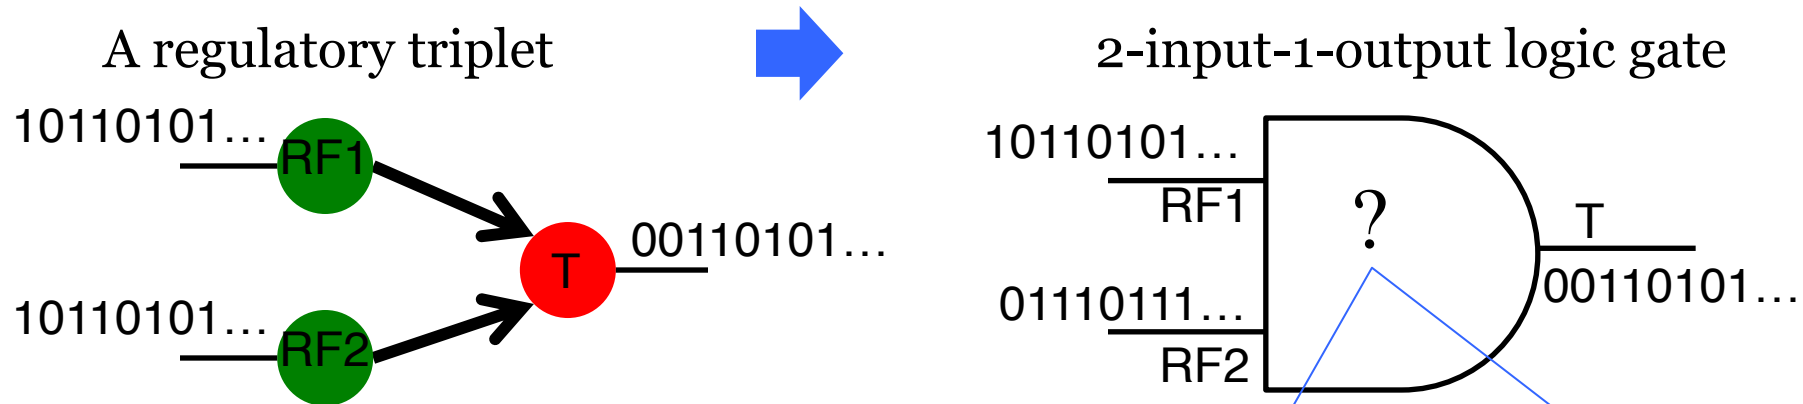 A regulatory triplet
10110101...
RF1
T
00110101...
10110101...
RF2
2-input-1-output logic gate
10110101...
RF1
?
T
00110101...
01110111...
RF2